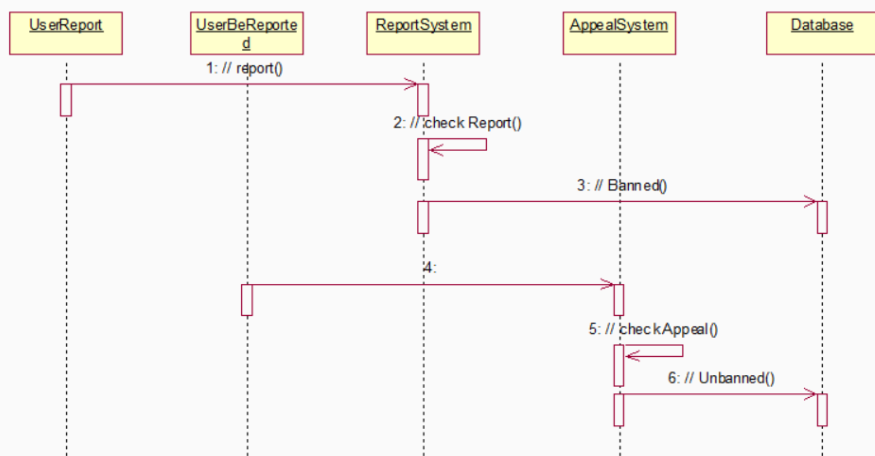 UserReport
UserBeReporte
d
ReportSystem
AppealSystem
Database
1: // report()
2: // check Report()
3: // Banned()
4:
5: // checkAppeal()
6: // Unbanned()